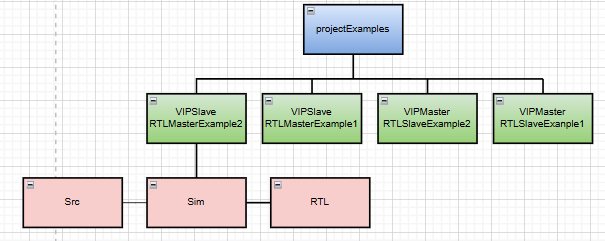 projectExamples
VIPSlave
RTLMasterExample2
VIPSlave
RTLMasterExample1
VIPMaster
RTLSlaveExample2
VIPMaster
RTLSlaveExanple1
Src
Sim
RTL